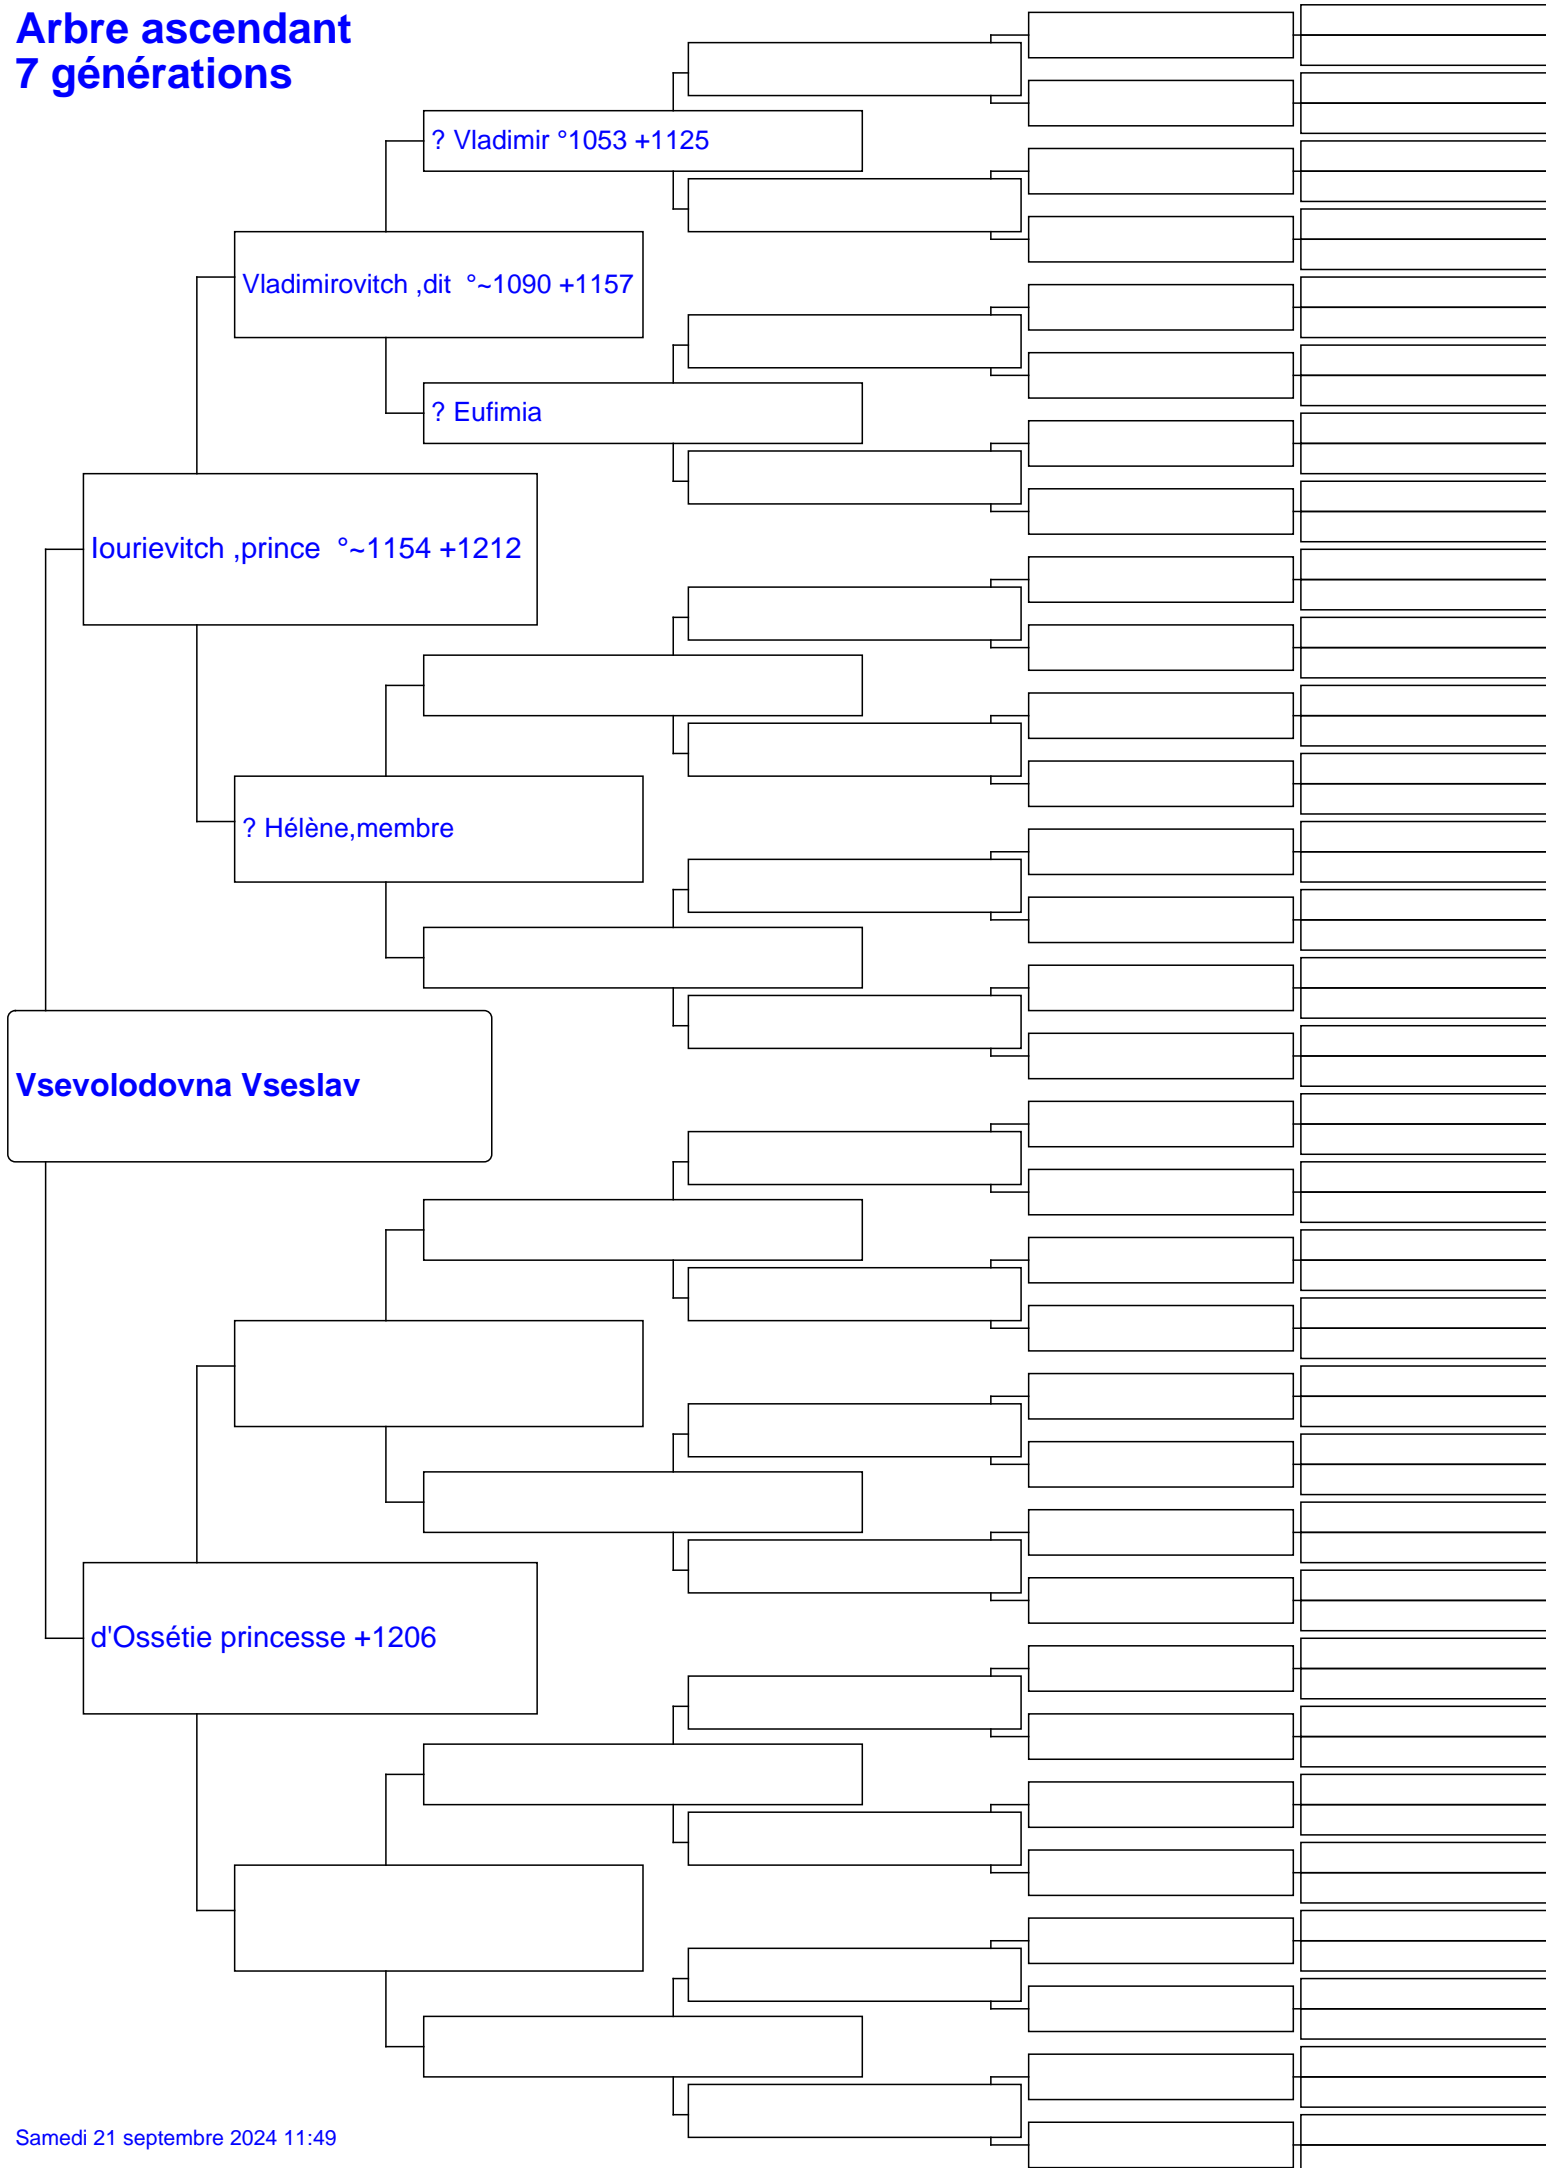 Arbre ascendant
7 générations
? Vladimir °1053 +1125
Vladimirovitch ,dit  °~1090 +1157
? Eufimia
Iourievitch ,prince  °~1154 +1212
? Hélène,membre
Vsevolodovna Vseslav
d'Ossétie princesse +1206
Samedi 21 septembre 2024 11:49